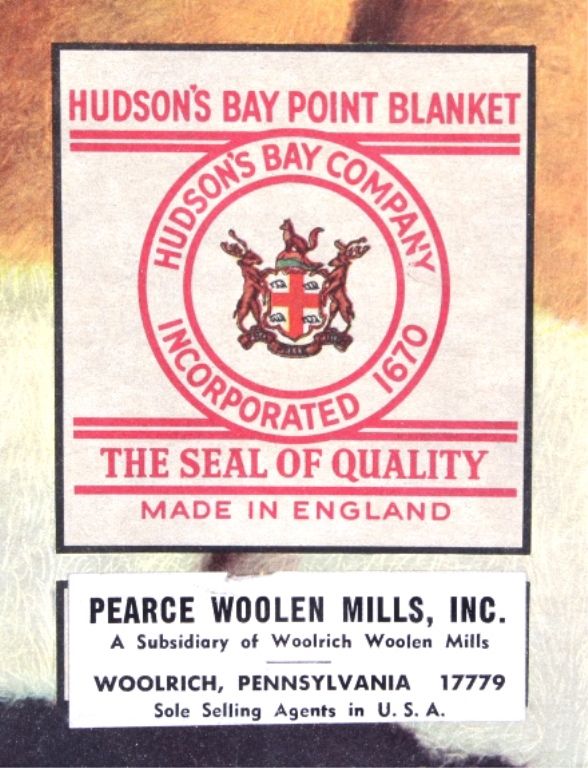 HUDSON'S BAY POINT BLANKET
HUDSON'S BAY COMPANY
INCORPORATED 1670
THE SEAL OF QUALITY
MADE IN ENGLAND
PEARCE WOOLEN MILLS, INC.
A Subsidiary of Woolrich Woolen Mills
WOOLRICH, PENNSYLVANIA 17779
Sole Selling Agents in U. S. A.